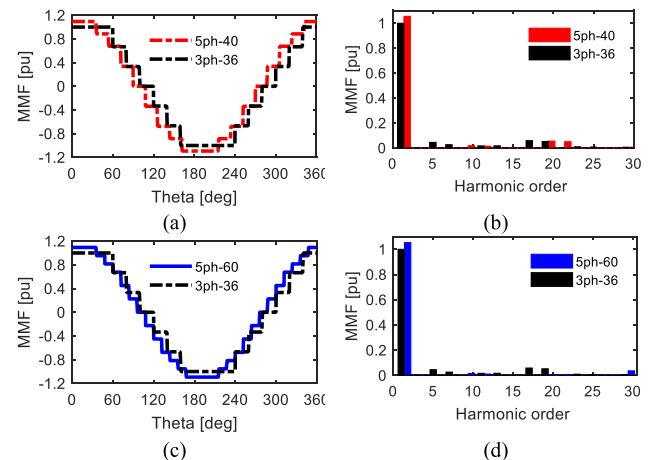 1.2
0.8
0.4
0
-0.4
-0.8
-1.2
MMF [pu]
5ph-40
3ph-36
0 60 120 180 240 300 360
Theta [deg]
(a)
1
0.8
0.6
0.4
0.2
0
MMF [pu]
5ph-40
3ph-36
0 5 10 15 20 25 30
Harmonic order
(b)
1.2
0.8
0.4
0
-0.4
-0.8
-1.2
MMF [pu]
5ph-60
3ph-36
0 60 120 180 240 300 360
Theta [deg]
(c)
1
0.8
0.6
0.4
0.2
0
MMF [pu]
5ph-60
3ph-36
0 5 10 15 20 25 30
Harmonic order
(d)